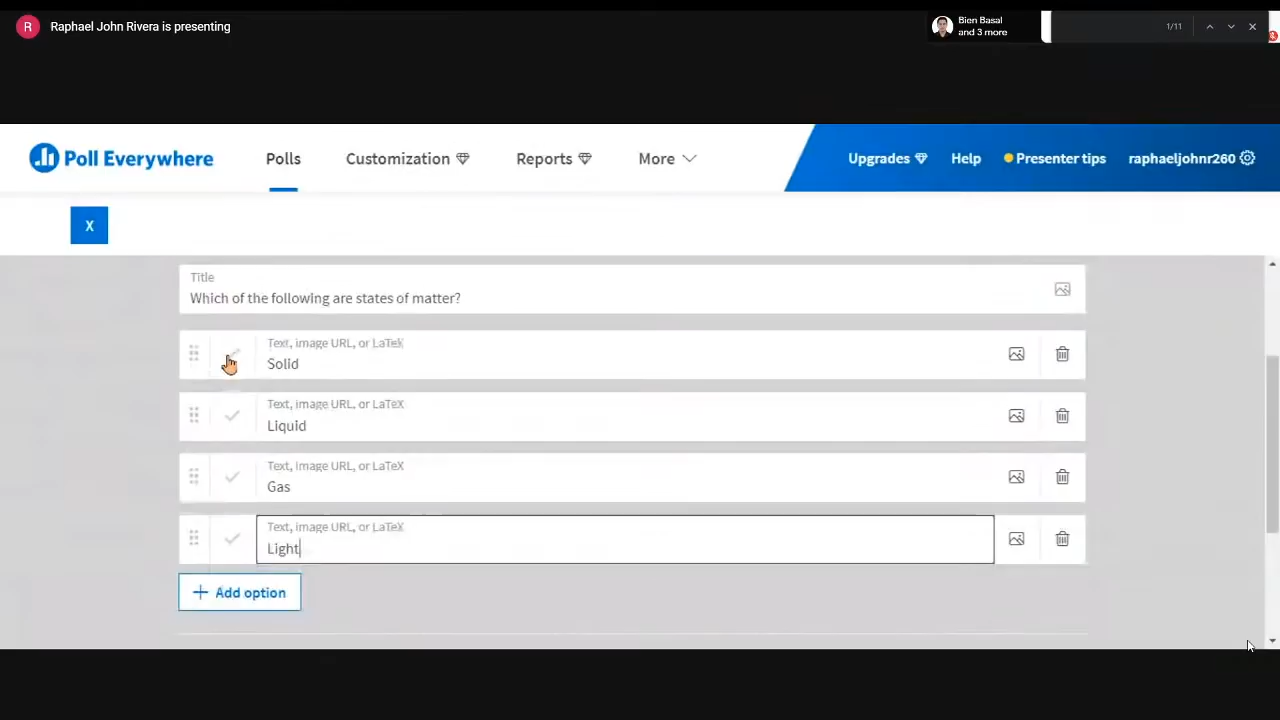 R Raphael John Rivera is presenting
Bien Basal
and 3 more
1/11
Poll Everywhere
Polls
Customization
Reports
More
Upgrades
Help
Presenter tips
raphaeljohnr260
X
Title
Which of the following are states of matter?
Text, image URL, or LaTeX
Solid
Text, image URL, or LaTeX
Liquid
Text, image URL, or LaTeX
Gas
Text, image URL, or LaTeX
Light
+ Add option